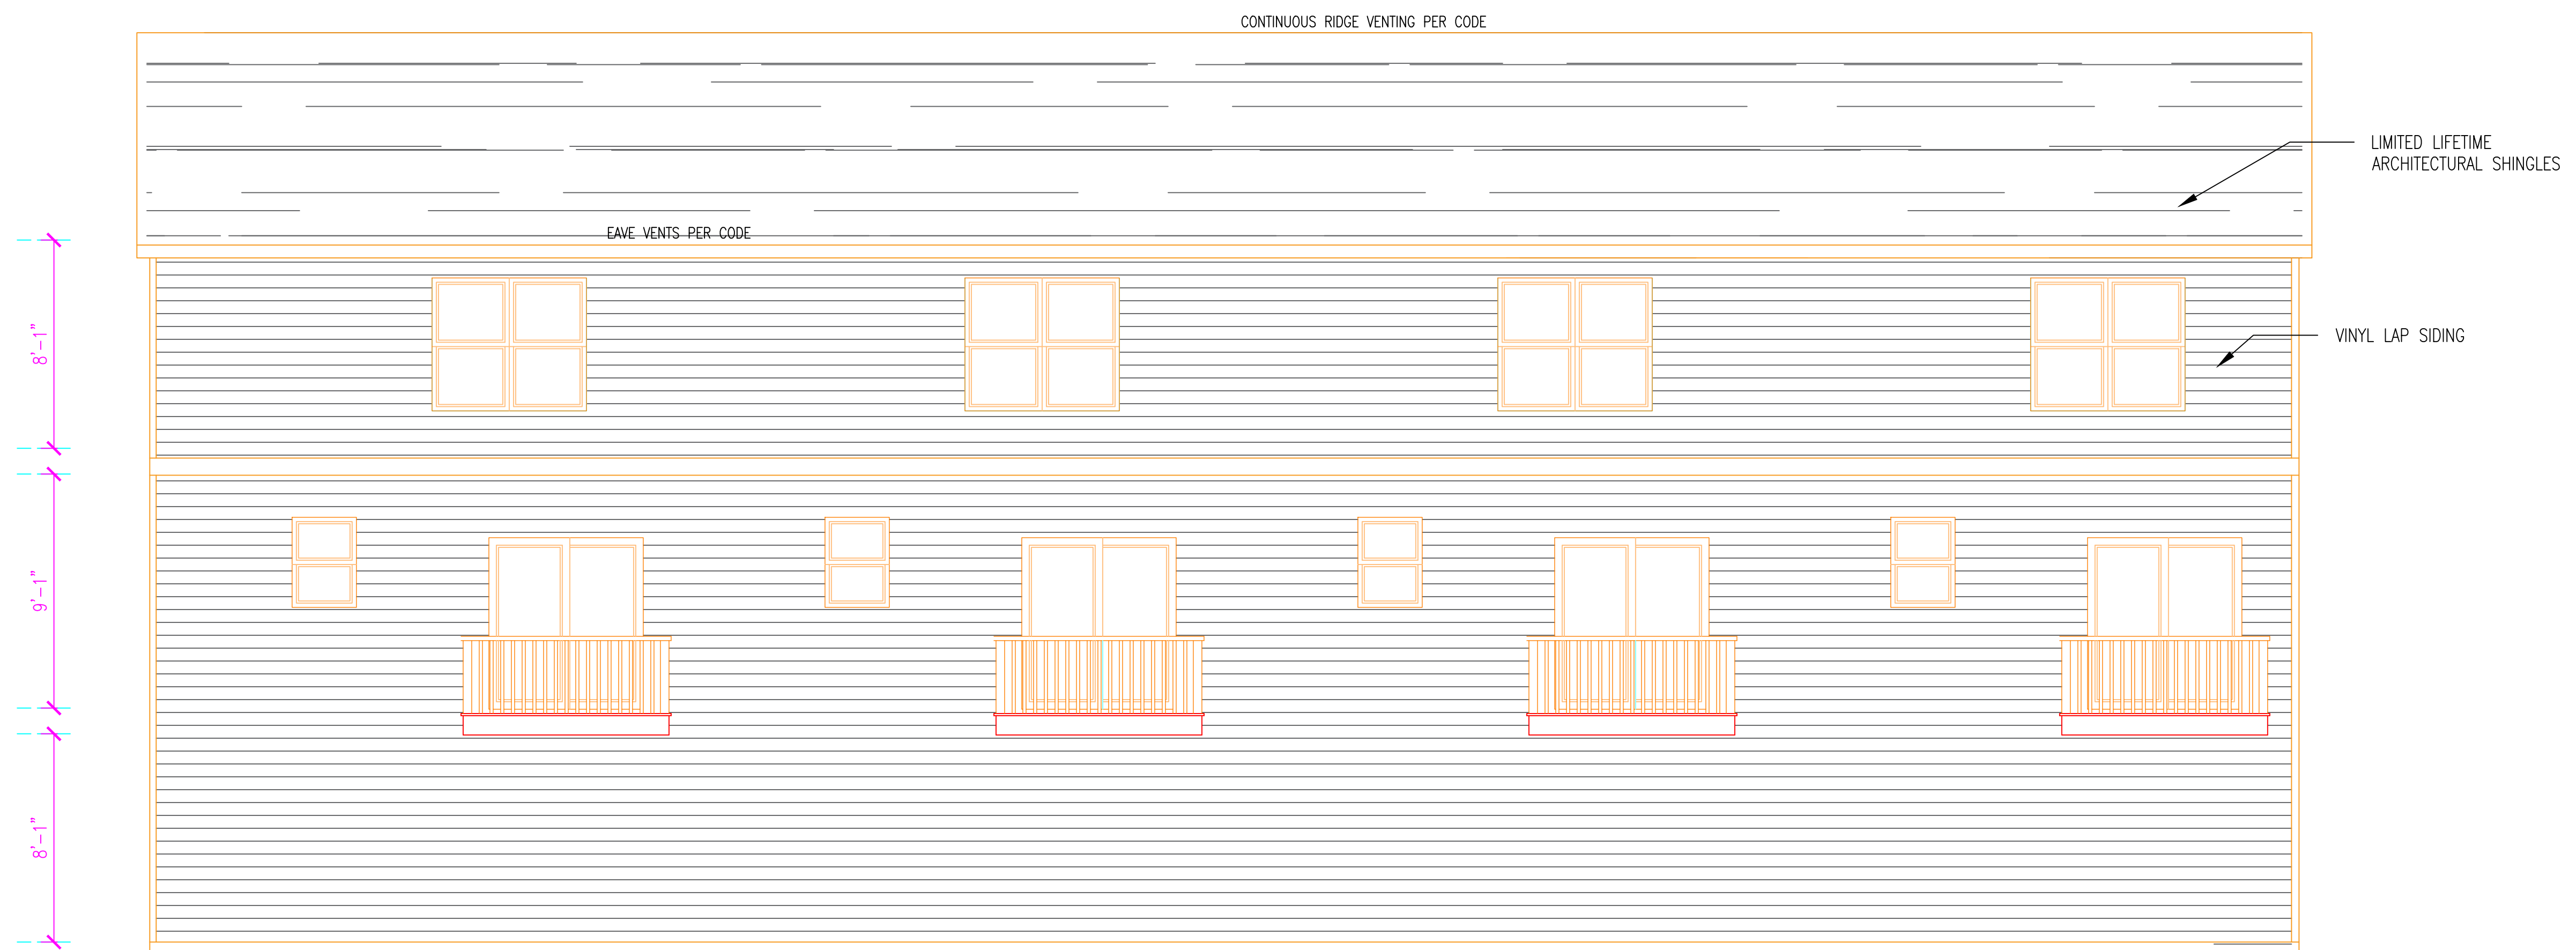 CONTINUOUS RIDGE VENTING PER CODE
LIMITED LIFETIME
ARCHITECTURAL SHINGLES
EAVE VENTS PER CODE
8'-1"
VINYL LAP SIDING
9'-1"
8'-1"